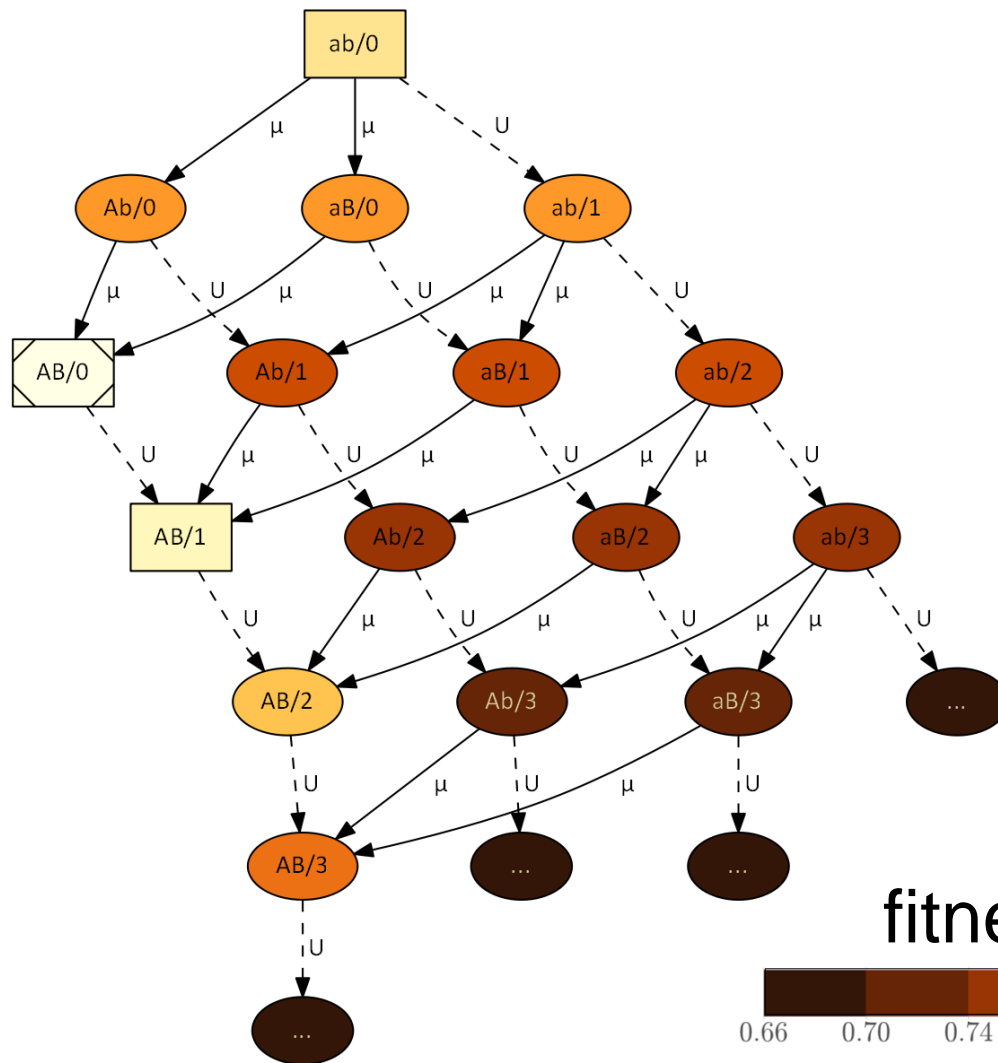 ab/0
μ μ U
Ab/0 aB/0 ab/1
μ U μ U μ μ U
AB/0 Ab/1 aB/1 ab/2
U μ U μ U μ μ U
AB/1 Ab/2 aB/2 ab/3
U μ U μ U μ μ U
AB/2 Ab/3 aB/3 ...
U μ U μ U
AB/3 ... ...
U
...
fitne
0.66 0.70 0.74